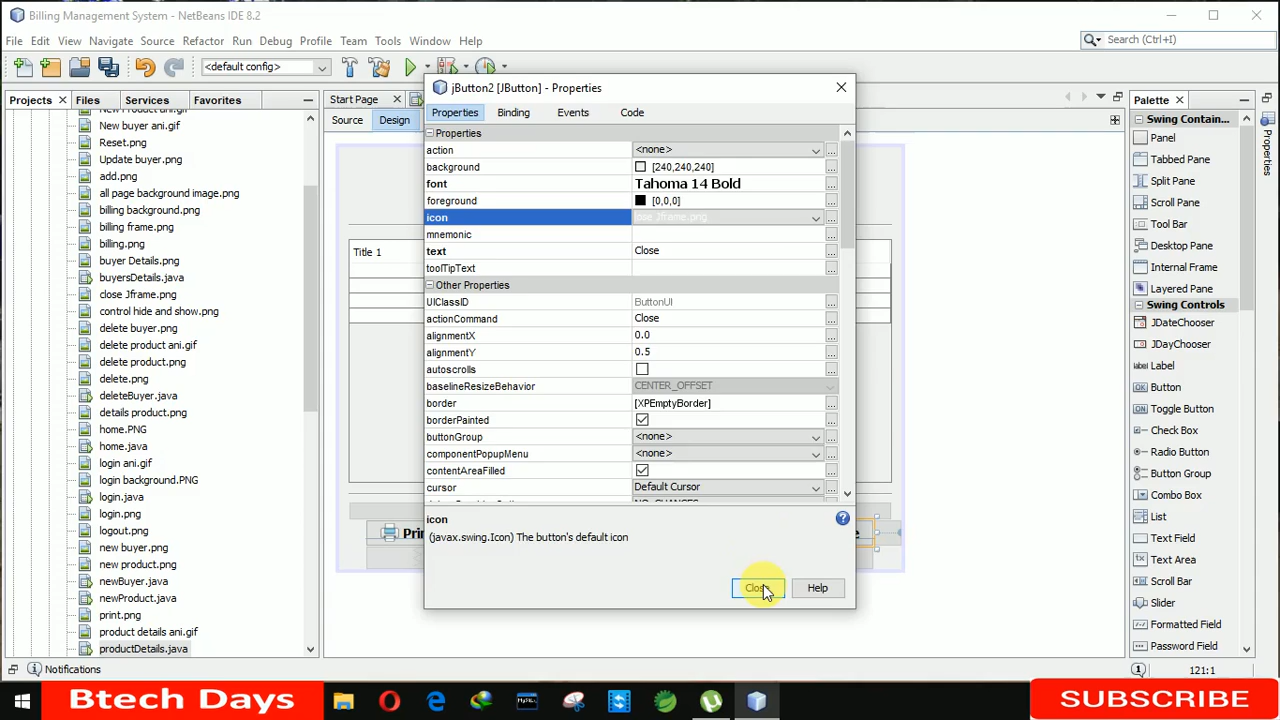 Billing Management System - NetBeans IDE 8.2
File Edit View Navigate Source Refactor Run Debug Profile Team Tools Window Help
Search (Ctrl+I)
<default config>
Projects Files Services Favorites
New buyer ani.gif
Reset.png
Update buyer.png
add.png
all page background image.png
billing background.png
billing frame.png
billing.png
buyer Details.png
buyersDetails.java
close Jframe.png
control hide and show.png
delete buyer.png
delete product ani.gif
delete product.png
delete.png
deleteBuyer.java
details product.png
home.PNG
home.java
login ani.gif
login background.PNG
login.java
login.png
logout.png
new buyer.png
new product.png
newBuyer.java
newProduct.java
print.png
product details ani.gif
productDetails.java
Start Page
Source Design
Title 1
jButton2 [JButton] - Properties
Properties Binding Events Code
Properties
action <none> ...
background [240,240,240] ...
font Tahoma 14 Bold ...
foreground [0,0,0] ...
icon ...
mnemonic ...
text Close ...
toolTipText ...
Other Properties
UIClassID ButtonUI ...
actionCommand Close ...
alignmentX 0.0 ...
alignmentY 0.5 ...
autoscrolls ...
baselineResizeBehavior CENTER_OFFSET ...
border [XPEmptyBorder] ...
borderPainted ...
buttonGroup <none> ...
componentPopupMenu <none> ...
contentAreaFilled ...
cursor Default Cursor ...
icon
(javax.swing.Icon) The button's default icon
Close Help
Palette
Swing Contain...
Panel
Tabbed Pane
Split Pane
Scroll Pane
Tool Bar
Desktop Pane
Internal Frame
Layered Pane
Swing Controls
JDateChooser
JDayChooser
Label
Button
Toggle Button
Check Box
Radio Button
Button Group
Combo Box
List
Text Field
Text Area
Scroll Bar
Slider
Formatted Field
Password Field
Properties
Notifications
121:1
Btech Days
SUBSCRIBE